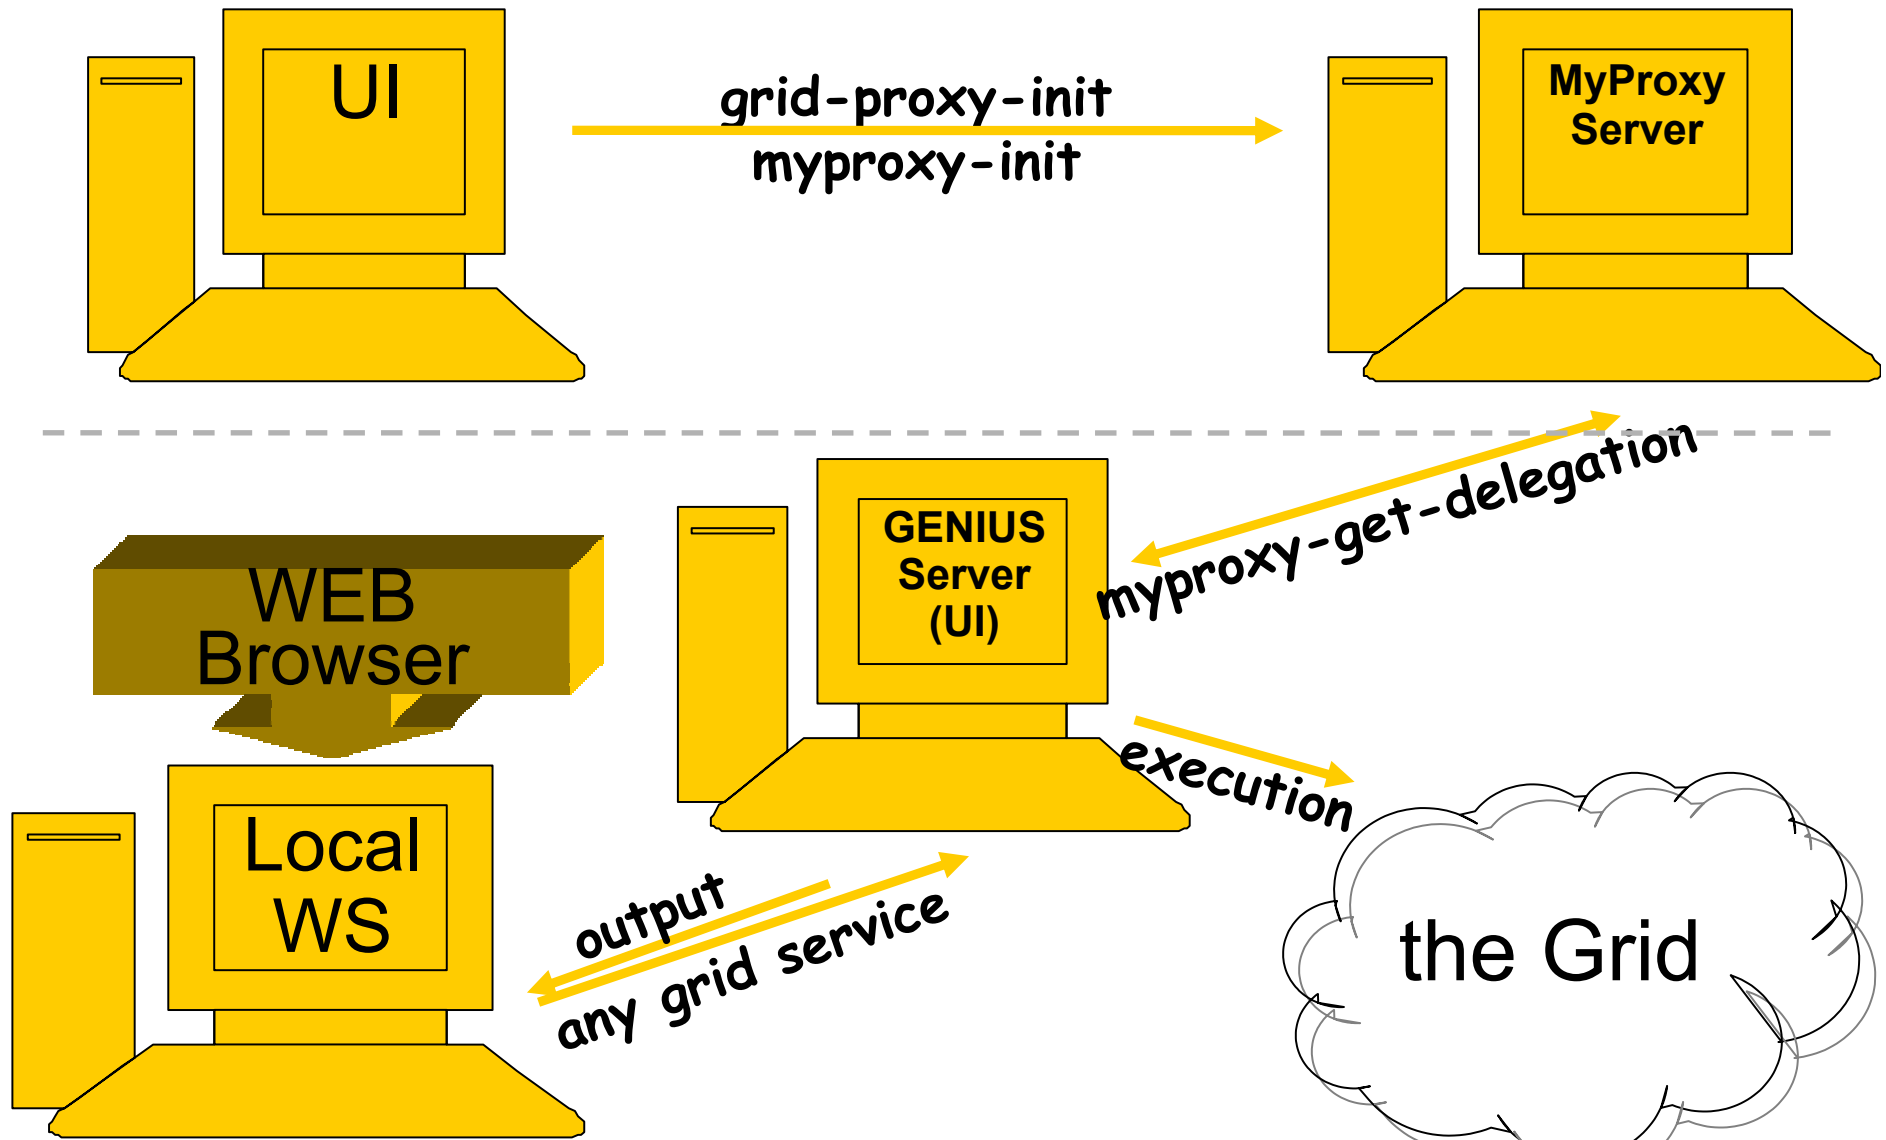 UI
grid-proxy-init
myproxy-init
MyProxy
Server
myproxy-get-delegation
GENIUS
Server
(UI)
WEB
Browser
execution
Local
WS
output
any grid service
the Grid